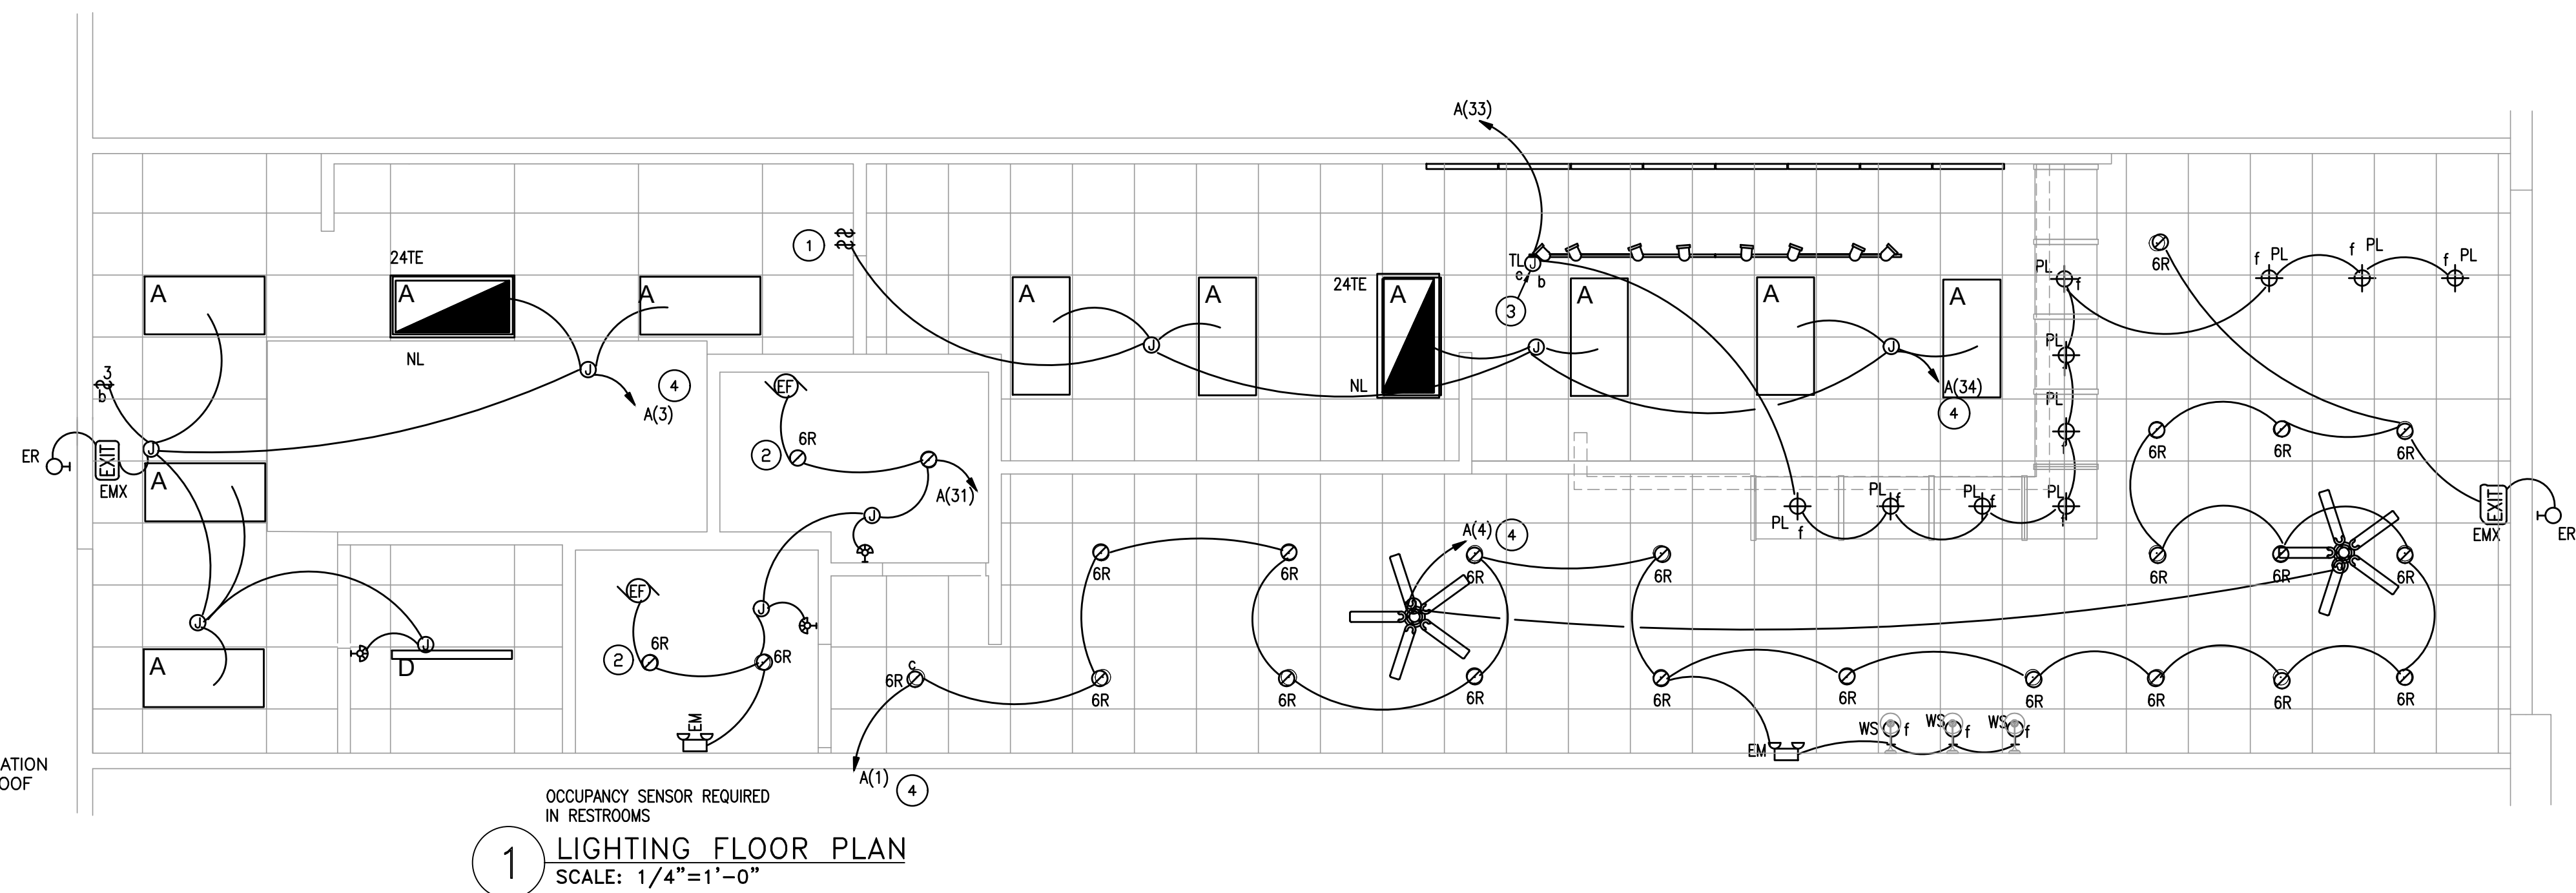 A(33)
1
TL
J
c
b
3
24TE
A
A
A
NL
J
4
A(3)
A
A
24TE
A
NL
J
J
A
A
A
J
A(34)
4
PL
f
PL
PL
6R
f PL
f PL
f PL
3
b
J
ER
EXIT
EMX
A
EF
2
6R
A(31)
J
PL
f
PL
f
PL
f
PL
f
6R
6R
6R
EXIT
EMX
ER
J
A
J
D
EF
2
6R
J
6R
EM
c
6R
6R
6R
6R
6R
A(4)
4
6R
6R
6R
6R
6R
6R
6R
6R
6R
6R
6R
6R
6R
EM
WS
f
WS
f
WS
f
A(1)
4
ATION
OOF
OCCUPANCY SENSOR REQUIRED
IN RESTROOMS
1
LIGHTING FLOOR PLAN
SCALE: 1/4"=1'-0"